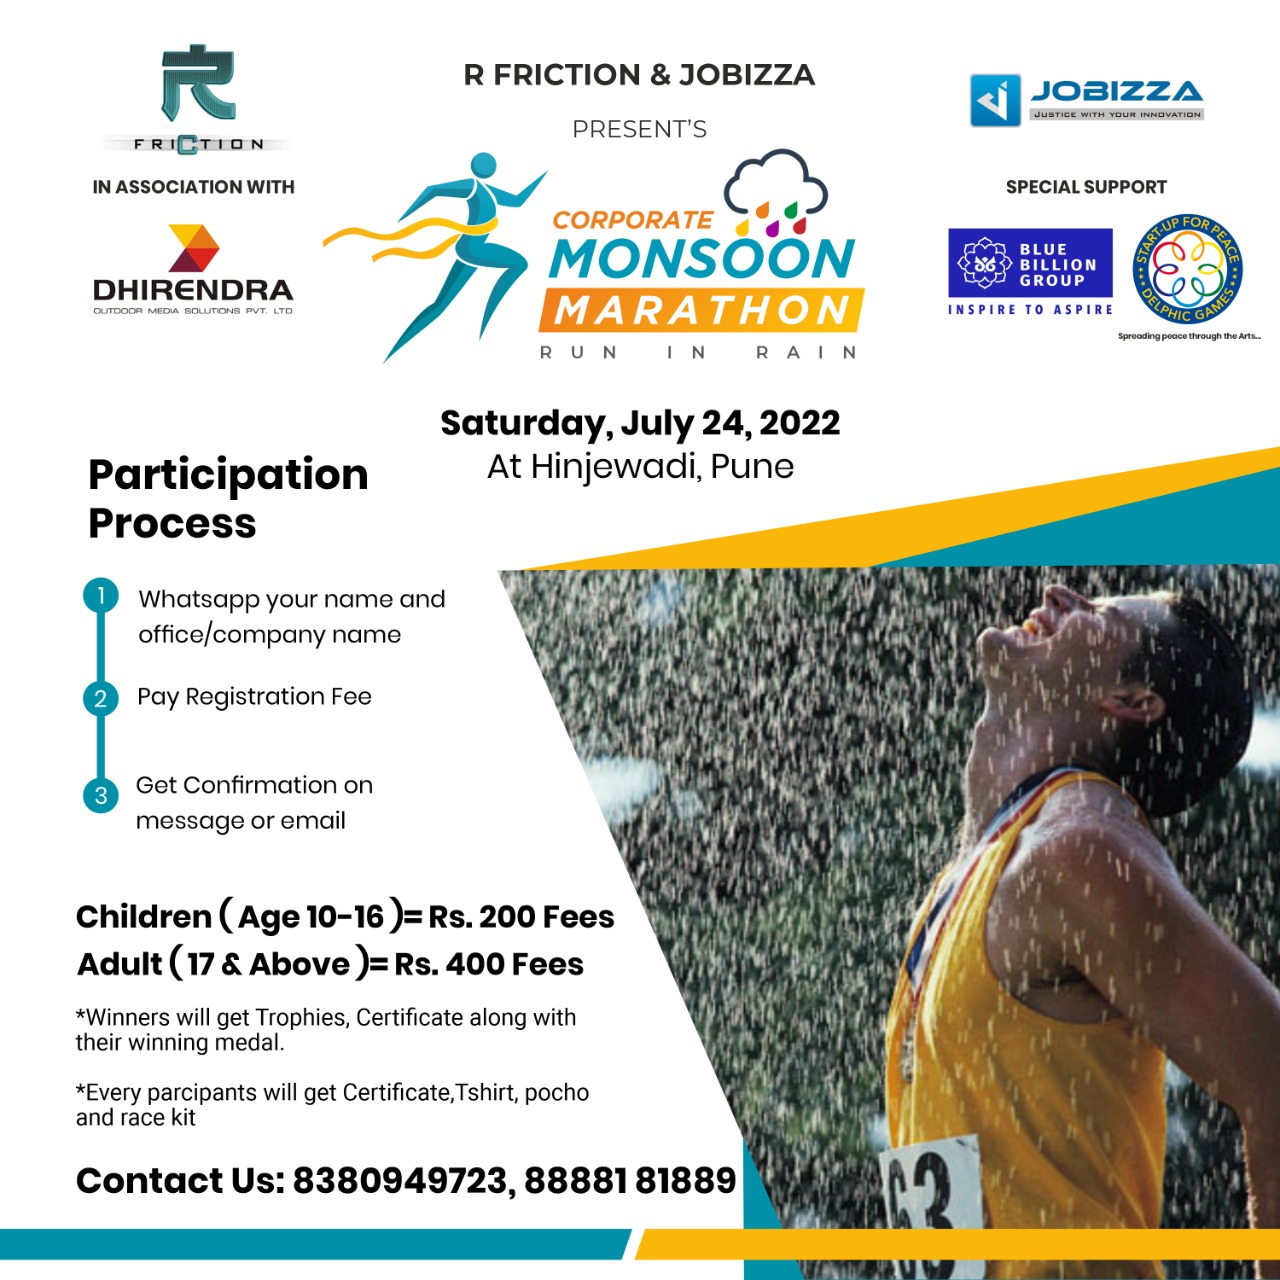 R FRICTION & JOBIZZA
PRESENT'S
R
FRICTION
IN ASSOCIATION WITH
DHIRENDRA
OUTDOOR MEDIA SOLUTIONS PVT. LTD.
CORPORATE
MONSOON
MARATHON
RUN IN RAIN
JOBIZZA
JUSTICE WITH YOUR INNOVATION
SPECIAL SUPPORT
BLUE
BILLION
GROUP
INSPIRE TO ASPIRE
START-UP FOR PEACE
DELPHIC GAMES
Spreading peace through the Arts...
Saturday, July 24, 2022
At Hinjewadi, Pune
Participation
Process
1 Whatsapp your name and
office/company name
2 Pay Registration Fee
3 Get Confirmation on
message or email
Children ( Age 10-16 )= Rs. 200 Fees
Adult ( 17 & Above )= Rs. 400 Fees
*Winners will get Trophies, Certificate along with
their winning medal.
*Every parcipants will get Certificate,Tshirt, pocho
and race kit
Contact Us: 8380949723, 88881 81889
63